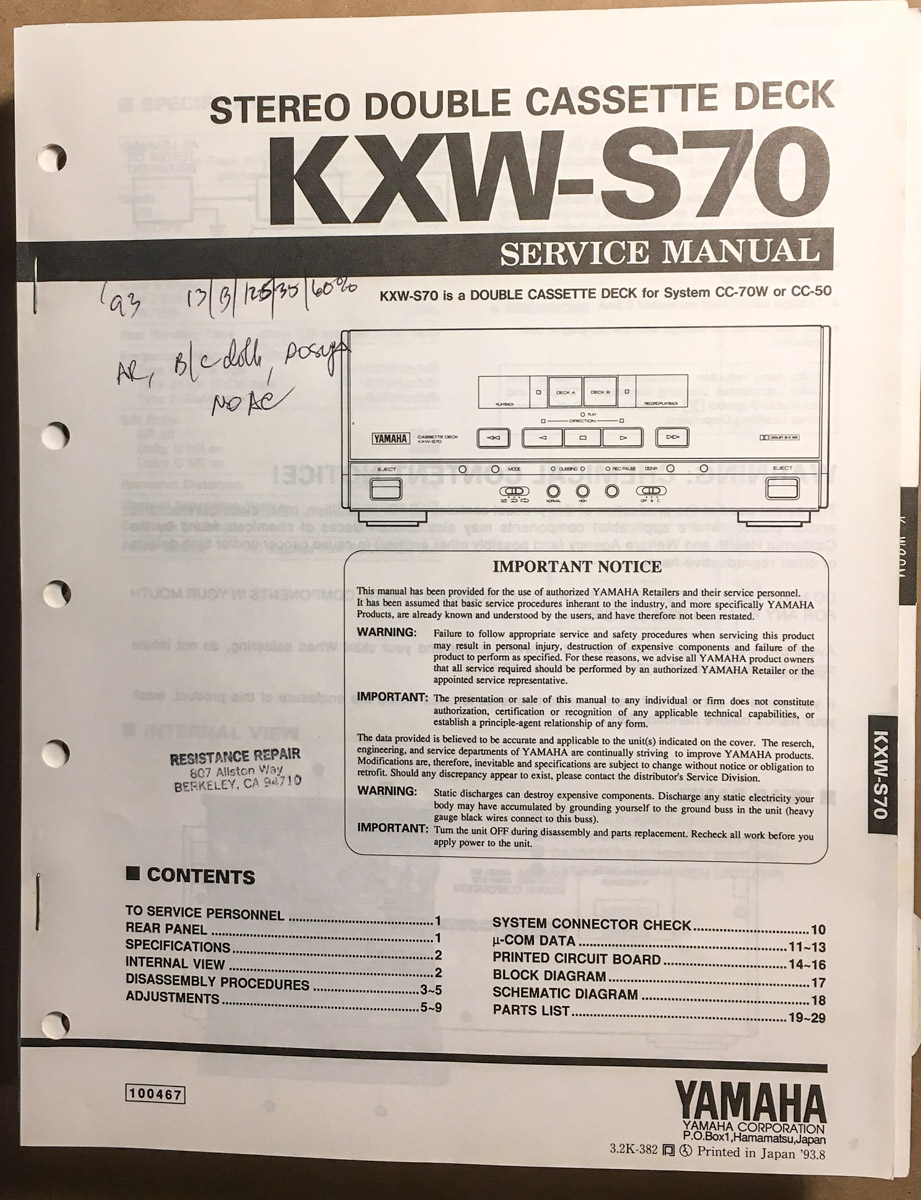 STEREO DOUBLE CASSETTE DECK
KXW-S70
SERVICE MANUAL
'93
KXW-S70 is a DOUBLE CASSETTE DECK for System CC-70W or CC-50
AR, B/c dolb,
NO AC
PLAYBACK
DECK A
DECK B
RECORD/PLAYBACK
PLAY
DIRECTION
YAMAHA
CASSETTE DECK
KXW-S70
DOLBY B-C NR
EJECT
MODE
DUBBING
REC PAUSE
EJECT
NORMAL
HIGH
OFF B C
IMPORTANT NOTICE
This manual has been provided for the use of authorized YAMAHA Retailers and their service personnel.
It has been assumed that basic service procedures inherant to the industry, and more specifically YAMAHA
Products, are already known and understood by the users, and have therefore not been restated.
WARNING: Failure to follow appropriate service and safety procedures when servicing this product
may result in personal injury, destruction of expensive components and failure of the
product to perform as specified. For these reasons, we advise all YAMAHA product owners
that all service required should be performed by an authorized YAMAHA Retailer or the
appointed service representative.
IMPORTANT: The presentation or sale of this manual to any individual or firm does not constitute
authorization, certification or recognition of any applicable technical capabilities, or
establish a principle-agent relationship of any form.
The data provided is believed to be accurate and applicable to the unit(s) indicated on the cover. The reserch,
engineering, and service departments of YAMAHA are continually striving to improve YAMAHA products.
Modifications are, therefore, inevitable and specifications are subject to change without notice or obligation to
retrofit. Should any discrepancy appear to exist, please contact the distributor's Service Division.
WARNING: Static discharges can destroy expensive components. Discharge any static electricity your
body may have accumulated by grounding yourself to the ground buss in the unit (heavy
gauge black wires connect to this buss).
IMPORTANT: Turn the unit OFF during disassembly and parts replacement. Recheck all work before you
apply power to the unit.
RESISTANCE REPAIR
807 Allston Way
BERKELEY, CA 94710
KXW-S70
■ CONTENTS
TO SERVICE PERSONNEL ..... 1
REAR PANEL ..... 1
SPECIFICATIONS ..... 2
INTERNAL VIEW ..... 2
DISASSEMBLY PROCEDURES ..... 3~5
ADJUSTMENTS ..... 5~9
SYSTEM CONNECTOR CHECK ..... 10
µ-COM DATA ..... 11~13
PRINTED CIRCUIT BOARD ..... 14~16
BLOCK DIAGRAM ..... 17
SCHEMATIC DIAGRAM ..... 18
PARTS LIST ..... 19~29
100467
YAMAHA
YAMAHA CORPORATION
P.O.Box1,Hamamatsu,Japan
3.2K-382 Printed in Japan '93.8